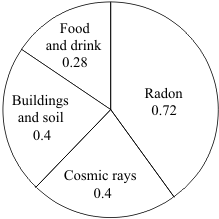 Food
and drink
0.28
Radon
0.72
Buildings
and soil
0.4
Cosmic rays
0.4